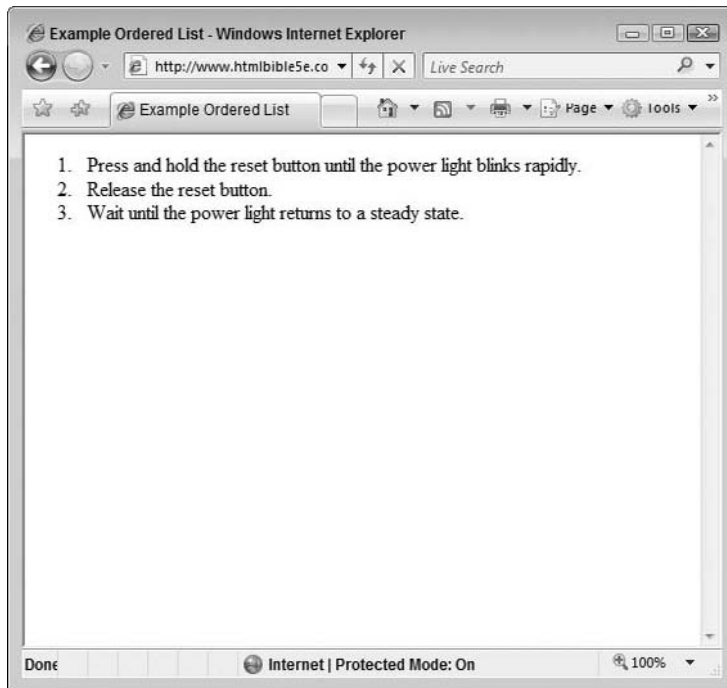 Example Ordered List - Windows Internet Explorer
http://www.htmlbible5e.co
Live Search
Example Ordered List
Page
Tools
1. Press and hold the reset button until the power light blinks rapidly.
2. Release the reset button.
3. Wait until the power light returns to a steady state.
Done
Internet | Protected Mode: On
100%